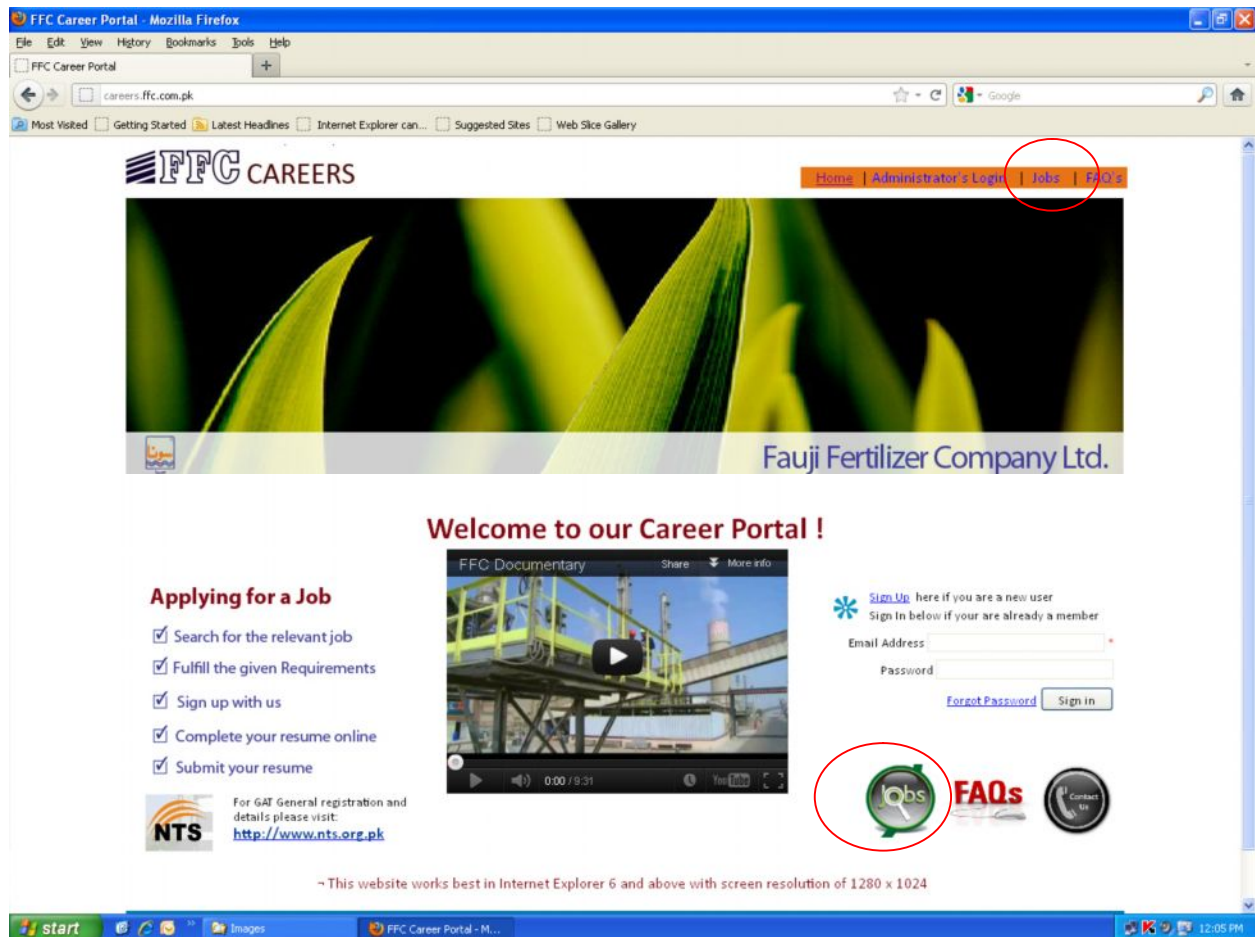 FFC Career Portal - Mozilla Firefox
File Edit View History Bookmarks Tools Help
FFC Career Portal
careers.ffc.com.pk
Google
Most Visited Getting Started Latest Headlines Internet Explorer can... Suggested Sites Web Slice Gallery
FFC CAREERS
Home | Administrator's Login | Jobs | FAQ's
سونا
Fauji Fertilizer Company Ltd.
Welcome to our Career Portal !
FFC Documentary Share More info
Applying for a Job
Search for the relevant job
Fulfill the given Requirements
Sign up with us
Complete your resume online
Submit your resume
0:00 / 9:31 YouTube
Sign Up here if you are a new user
Sign In below if your are already a member
Email Address *
Password
Forgot Password Sign in
NTS
For GAT General registration and
details please visit:
http://www.nts.org.pk
Jobs FAQs Contact
Us
¬ This website works best in Internet Explorer 6 and above with screen resolution of 1280 x 1024
start Images FFC Career Portal - M... 12:05 PM